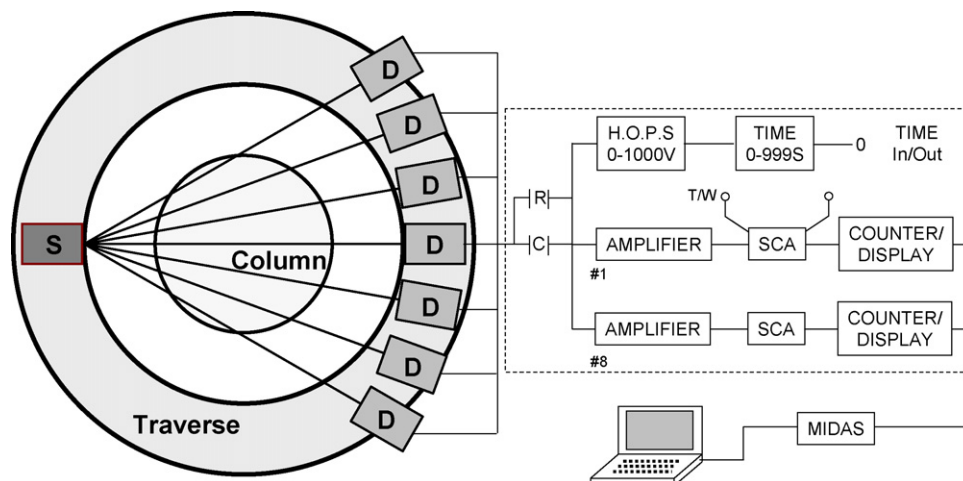 S
D
D
D
D
D
D
D
Column
Traverse
R
C
H.O.P.S
0-1000V
TIME
0-999S
0
TIME
In/Out
T/W
AMPLIFIER
SCA
COUNTER/
DISPLAY
#1
AMPLIFIER
SCA
COUNTER/
DISPLAY
#8
MIDAS